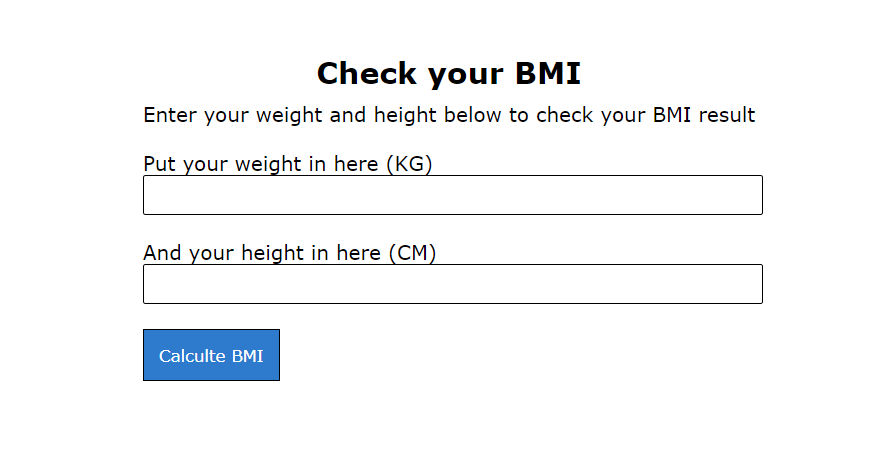 Check your BMI
Enter your weight and height below to check your BMI result
Put your weight in here (KG)
And your height in here (CM)
Calculte BMI